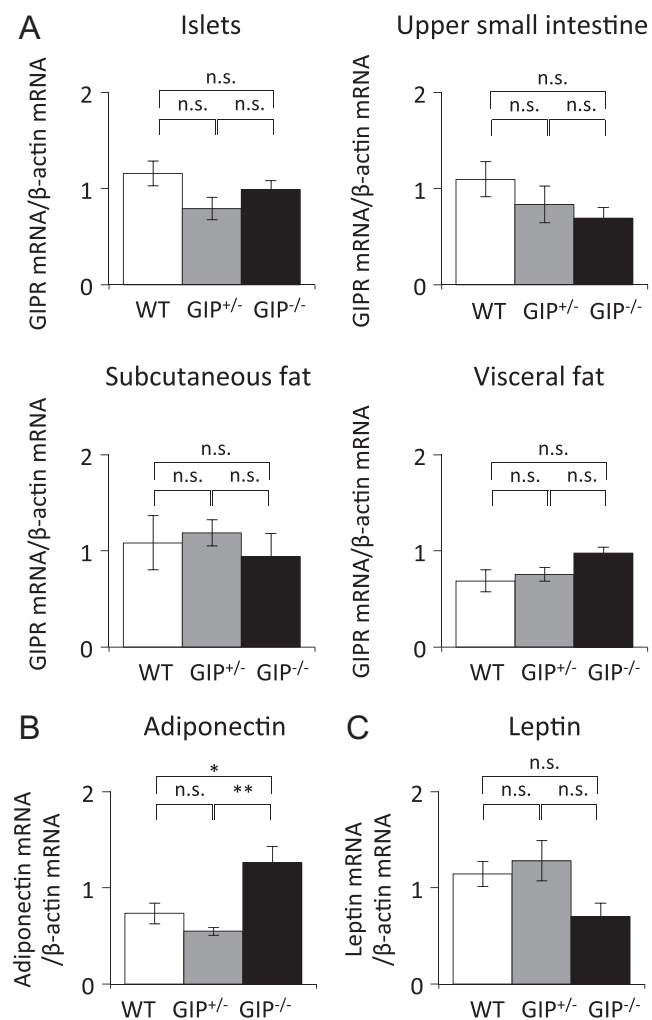 A
Islets
GIPR mRNA/β-actin mRNA
2
1
0
n.s.
n.s.
n.s.
WT
GIP+/-
GIP-/-
Upper small intestine
GIPR mRNA/β-actin mRNA
2
1
0
n.s.
n.s.
n.s.
WT
GIP+/-
GIP-/-
Subcutaneous fat
GIPR mRNA/β-actin mRNA
2
1
0
n.s.
n.s.
n.s.
WT
GIP+/-
GIP-/-
Visceral fat
GIPR mRNA/β-actin mRNA
2
1
0
n.s.
n.s.
n.s.
WT
GIP+/-
GIP-/-
B
Adiponectin
Adiponectin mRNA
/β-actin mRNA
2
1
0
*
n.s.
**
WT
GIP+/-
GIP-/-
C
Leptin
Leptin mRNA
/β-actin mRNA
2
1
0
n.s.
n.s.
n.s.
WT
GIP+/-
GIP-/-